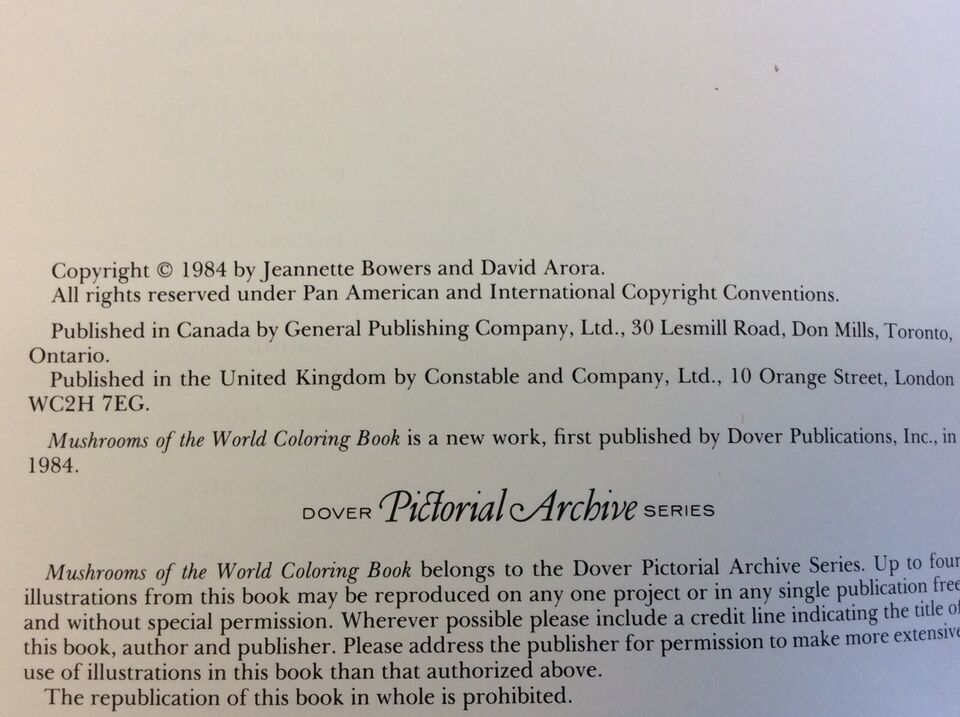 Copyright © 1984 by Jeannette Bowers and David Arora.
All rights reserved under Pan American and International Copyright Conventions.
Published in Canada by General Publishing Company, Ltd., 30 Lesmill Road, Don Mills, Toronto,
Ontario.
Published in the United Kingdom by Constable and Company, Ltd., 10 Orange Street, London
WC2H 7EG.
Mushrooms of the World Coloring Book is a new work, first published by Dover Publications, Inc., in
1984.
DOVER Pictorial Archive SERIES
Mushrooms of the World Coloring Book belongs to the Dover Pictorial Archive Series. Up to four
illustrations from this book may be reproduced on any one project or in any single publication free
and without special permission. Wherever possible please include a credit line indicating the title of
this book, author and publisher. Please address the publisher for permission to make more extensive
use of illustrations in this book than that authorized above.
The republication of this book in whole is prohibited.